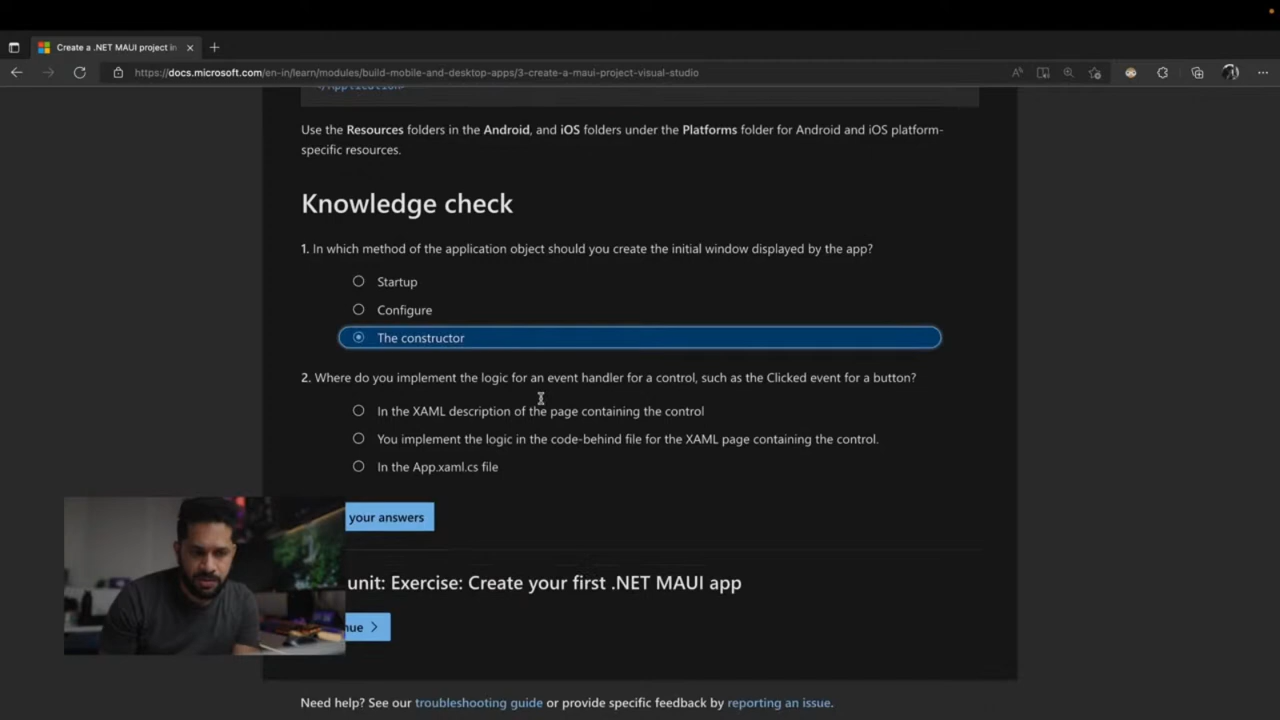 Create a .NET MAUI project in
https://docs.microsoft.com/en-in/learn/modules/build-mobile-and-desktop-apps/3-create-a-maui-project-visual-studio
</Application>
Use the Resources folders in the Android, and iOS folders under the Platforms folder for Android and iOS platform-
specific resources.
Knowledge check
1. In which method of the application object should you create the initial window displayed by the app?
Startup
Configure
The constructor
2. Where do you implement the logic for an event handler for a control, such as the Clicked event for a button?
In the XAML description of the page containing the control
You implement the logic in the code-behind file for the XAML page containing the control.
In the App.xaml.cs file
your answers
unit: Exercise: Create your first .NET MAUI app
nue
Need help? See our troubleshooting guide or provide specific feedback by reporting an issue.